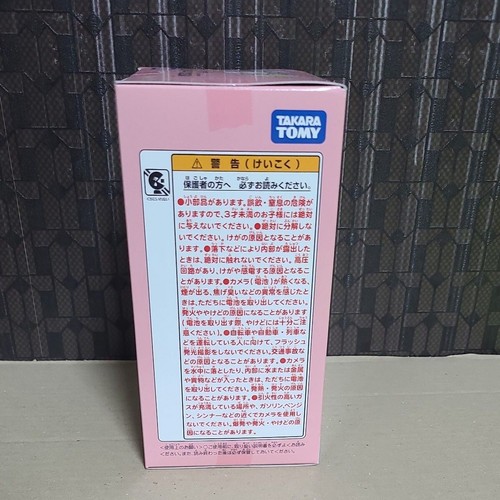 TAKARA
TOMY
警告(けいこく)
保護者の方へ 必ずお読みください。
●小部品があります。誤飲・窒息の危険が
ありますので、3才未満のお子様には絶対
に与えないでください。●絶対に分解しな
いでください。けがの原因となることがあ
ります。●落下などにより内部が露出した
ときは、絶対に触れないでください。高圧
回路があり、けがや感電する原因となるこ
とがあります。●カメラ(電池)が熱くなる、
煙が出る、焦げ臭いなどの異常を感じたと
きは、ただちに電池を取り出してください。
発火ややけどの原因になることがあります
(電池を取り出す際、やけどには十分ご注
意ください)。●自転車や自動車・列車など
を運転している人に向けて、フラッシュ
発光撮影をしないでください。交通事故な
どの原因となることがあります。●カメラ
を水中に落としたり、内部に水または金属
や異物などが入ったときは、ただちに電池
を取り出してください。発熱・発火の原因
になることがあります。●引火性の高いガ
スが充満している場所や、ガソリン、ベンジ
ン、シンナーなどの近くでカメラを使用し
ないでください。爆発や発火・やけどの原
因になることがあります。